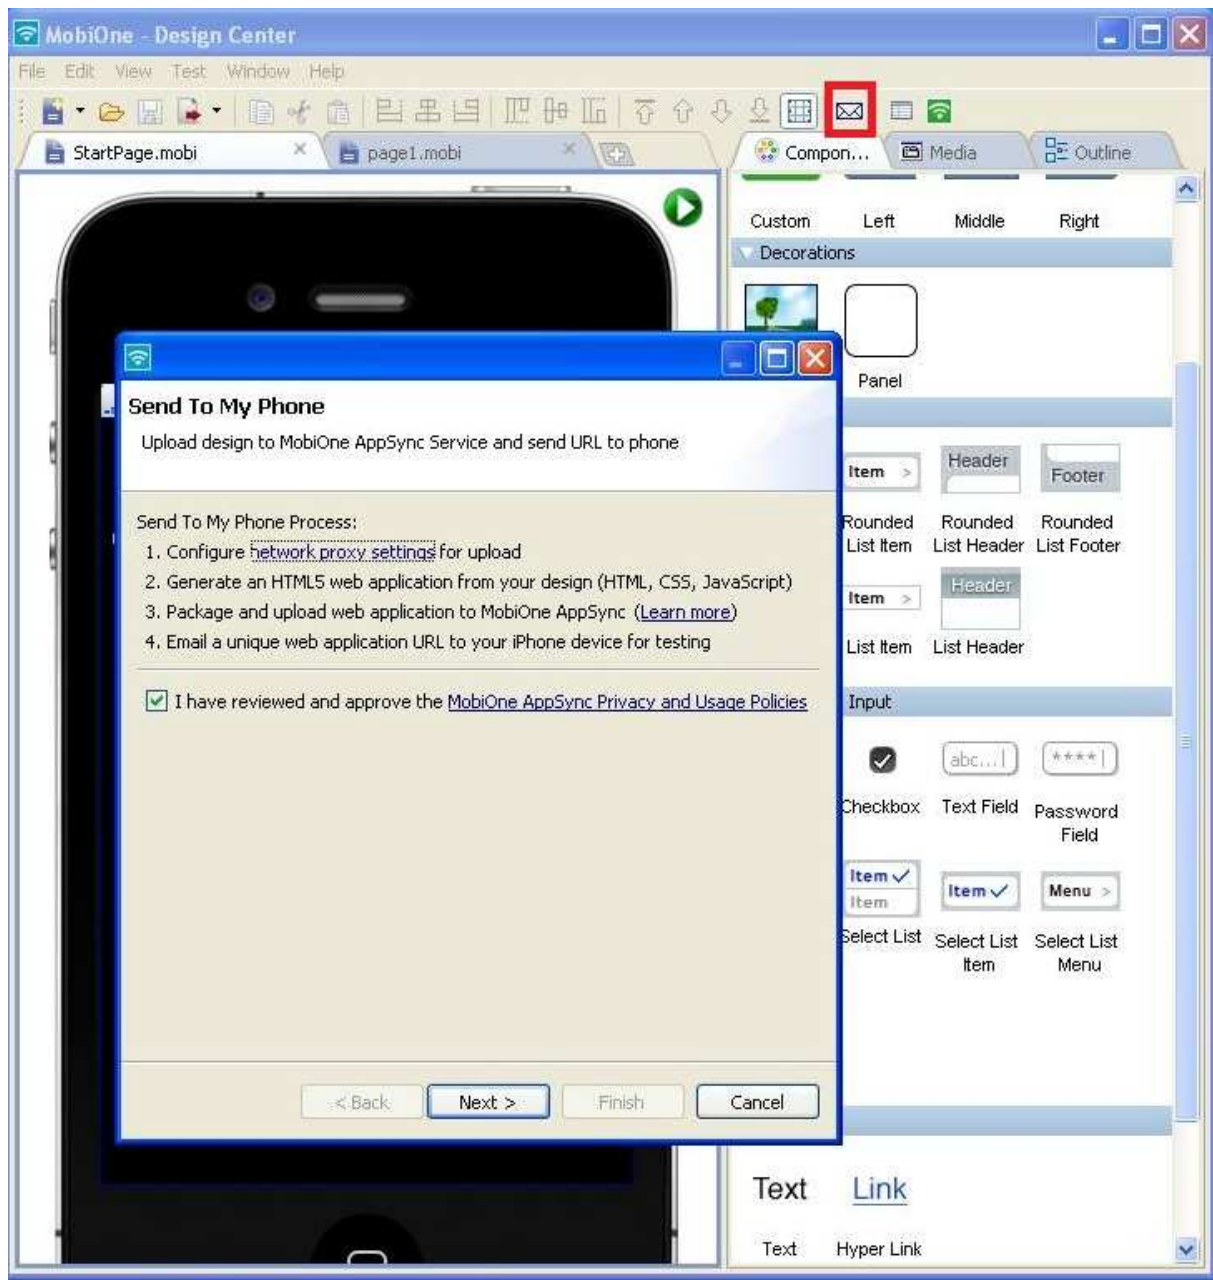 MobiOne - Design Center
File Edit View Test Window Help
StartPage.mobi page1.mobi Compon... Media Outline
Custom Left Middle Right
Decorations
Panel
Send To My Phone
Upload design to MobiOne AppSync Service and send URL to phone
Send To My Phone Process:
1. Configure network proxy settings for upload
2. Generate an HTML5 web application from your design (HTML, CSS, JavaScript)
3. Package and upload web application to MobiOne AppSync (Learn more)
4. Email a unique web application URL to your iPhone device for testing
I have reviewed and approve the MobiOne AppSync Privacy and Usage Policies
< Back Next > Finish Cancel
Item > Header Footer
Rounded List Item
Rounded List Header
Rounded List Footer
Item > Header
List Item List Header
Input
abc...| ****|
Checkbox Text Field Password
Field
Item
Item
Item Menu >
Select List Select List Item
Select List Menu
Text Link
Text Hyper Link